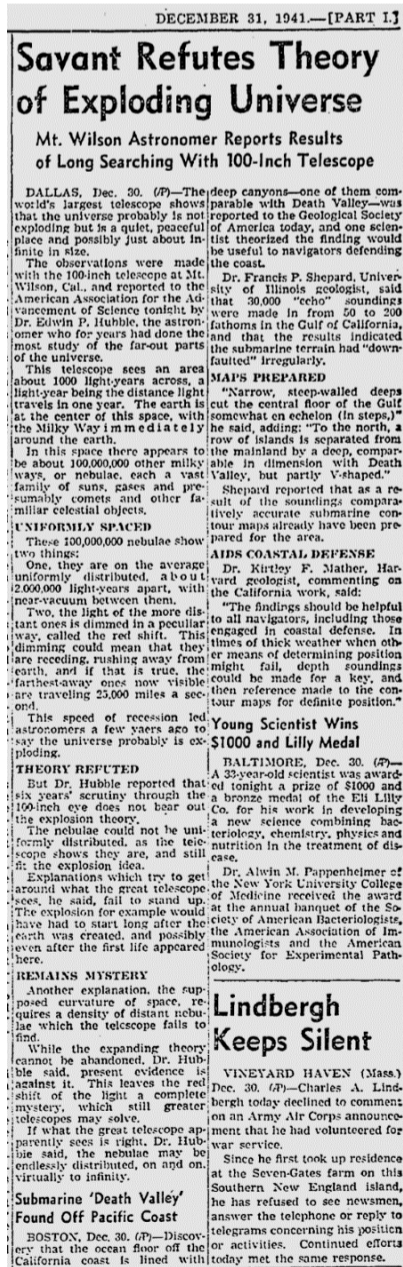 DECEMBER 31, 1941.—[PART I.]
Savant Refutes Theory
of Exploding Universe
Mt. Wilson Astronomer Reports Results
of Long Searching With 100-Inch Telescope
DALLAS, Dec. 30. (AP)—The
world's largest telescope shows
that the universe probably is not
exploding but is a quiet, peaceful
place and possibly just about in-
finite in size.
The observations were made
with the 100-inch telescope at Mt.
Wilson, Cal., and reported to the
American Association for the Ad-
vancement of Science tonight by
Dr. Edwin P. Hubble, the astron-
omer who for years had done the
most study of the far-out parts
of the universe.
This telescope sees an area
about 1000 light-years across, a
light-year being the distance light
travels in one year. The earth is
at the center of this space, with
the Milky Way immediately
around the earth.
In this space there appears to
be about 100,000,000 other milky
ways, or nebulae, each a vast
family of suns, gases and pre-
sumably comets and other fa-
miliar celestial objects.
UNIFORMLY SPACED
These 100,000,000 nebulae show
two things:
One, they are on the average
uniformly distributed, about
2,000,000 light-years apart, with
near-vacuum between them.
Two, the light of the more dis-
tant ones is dimmed in a peculiar
way, called the red shift. This
dimming could mean that they
are receding, rushing away from
earth, and if that is true, the
farthest-away ones now visible
are traveling 25,000 miles a sec-
ond.
This speed of recession led
astronomers a few yaers ago to
say the universe probably is ex-
ploding.
THEORY REFUTED
But Dr. Hubble reported that
six years' scrutiny through the
100-inch eye does not bear out
the explosion theory.
The nebulae could not be uni-
formly distributed, as the tele-
scope shows they are, and still
fit the explosion idea.
Explanations which try to get
around what the great telescope
sees, he said, fail to stand up.
The explosion for example would
have had to start long after the
earth was created, and possibly
even after the first life appeared
here.
REMAINS MYSTERY
Another explanation, the sup-
posed curvature of space, re-
quires a density of distant nebu-
lae which the telescope fails to
find.
While the expanding theory
cannot be abandoned, Dr. Hub-
ble said, present evidence is
against it. This leaves the red
shift of the light a complete
mystery, which still greater
telescopes may solve.
If what the great telescope ap-
parently sees is right, Dr. Hub-
ble said, the nebulae may be
endlessly distributed, on and on,
virtually to infinity.
Submarine 'Death Valley'
Found Off Pacific Coast
BOSTON, Dec. 30. (AP)—Discov-
ery that the ocean floor off the
California coast is lined with
deep canyons—one of them com-
parable with Death Valley—was
reported to the Geological Society
of America today, and one scien-
tist theorized the finding would
be useful to navigators defending
the coast.
Dr. Francis P. Shepard, Univer-
sity of Illinois geologist, said
that 30,000 "echo" soundings
were made in from 50 to 200
fathoms in the Gulf of California,
and that the results indicated
the submarine terrain had "down-
faulted" irregularly.
MAPS PREPARED
"Narrow, steep-walled deeps
cut the central floor of the Gulf
somewhat en echelon (in steps,)"
he said, adding: "To the north, a
row of islands is separated from
the mainland by a deep, compar-
able in dimension with Death
Valley, but partly V-shaped."
Shepard reported that as a re-
sult of the soundings compara-
tively accurate submarine con-
tour maps already have been pre-
pared for the area.
AIDS COASTAL DEFENSE
Dr. Kirtley F. Mather, Har-
vard geologist, commenting on
the California work, said:
"The findings should be helpful
to all navigators, including those
engaged in coastal defense. In
times of thick weather when oth-
er means of determining position
might fail, depth soundings
could be made for a key, and
then reference made to the con-
tour maps for definite position."
Young Scientist Wins
$1000 and Lilly Medal
BALTIMORE, Dec. 30. (AP)—
A 33-year-old scientist was award-
ed tonight a prize of $1000 and
a bronze medal of the Eli Lilly
Co. for his work in developing
a new science combining bac-
teriology, chemistry, physics and
nutrition in the treatment of dis-
ease.
Dr. Alwin M. Pappenheimer of
the New York University College
of Medicine received the award
at the annual banquet of the So-
ciety of American Bacteriologists,
the American Association of Im-
munologists and the American
Society for Experimental Path-
ology.
Lindbergh
Keeps Silent
VINEYARD HAVEN (Mass.)
Dec. 30. (AP)—Charles A. Lind-
bergh today declined to comment
on an Army Air Corps announce-
ment that he had volunteered for
war service.
Since he first took up residence
at the Seven-Gates farm on this
Southern New England island,
he has refused to see newsmen,
answer the telephone or reply to
telegrams concerning his position
or activities. Continued efforts
today met the same response.